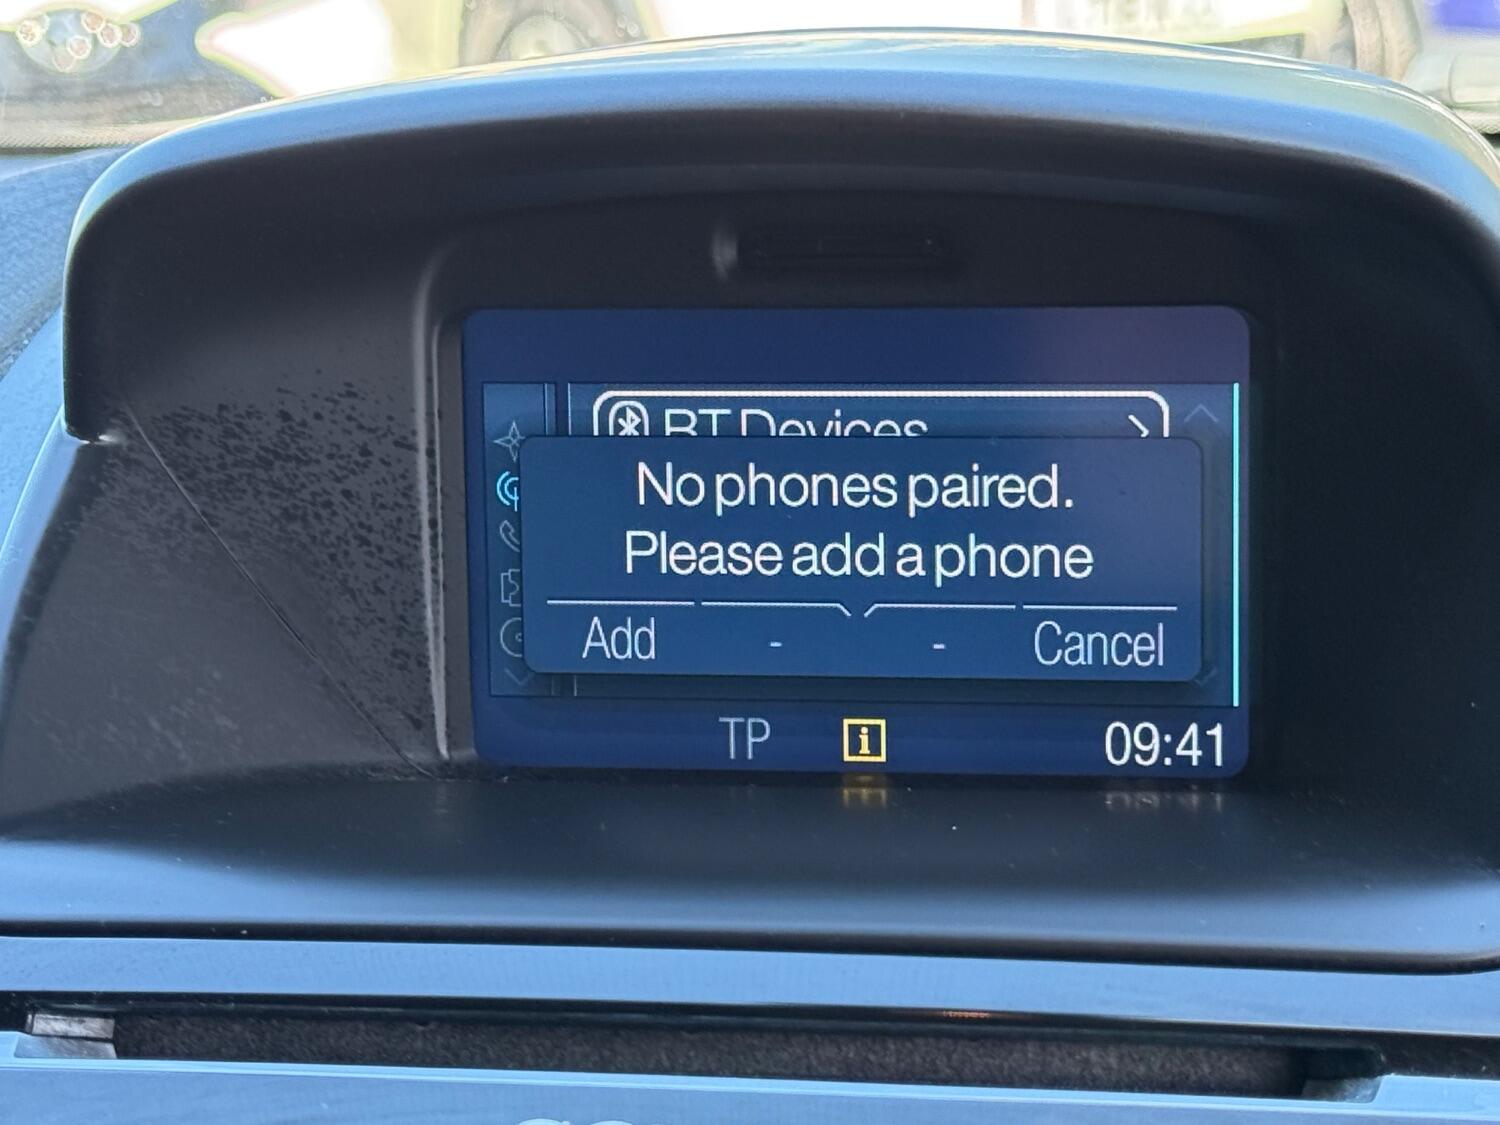 BT Devices
No phones paired.
Please add a phone
Add - - Cancel
TP i 09:41